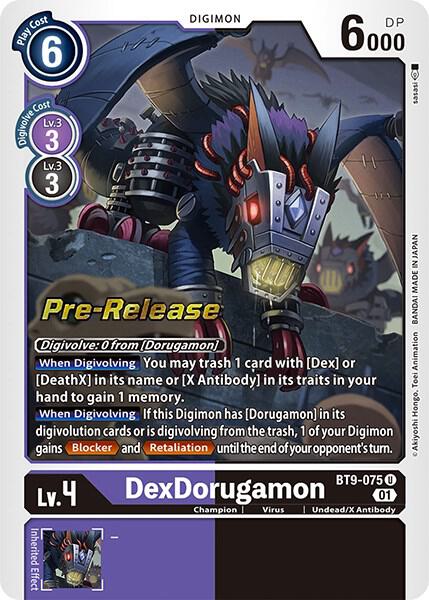 DIGIMON
Play Cost
6
DP
6000
Digivolve Cost
Lv.3
3
Lv.3
3
sasasi
Pre-Release
Digivolve: 0 from [Dorugamon]
When Digivolving You may trash 1 card with [Dex] or
[DeathX] in its name or [X Antibody] in its traits in your
hand to gain 1 memory.
When Digivolving If this Digimon has [Dorugamon] in its
digivolution cards or is digivolving from the trash, 1 of your Digimon
gains Blocker and Retaliation until the end of your opponent's turn.
©Akiyoshi Hongo, Toei Animation BANDAI MADE IN JAPAN
Lv.4
DexDorugamon
BT9-075 U
01
Champion | Virus | Undead/X Antibody
Inherited Effect
–